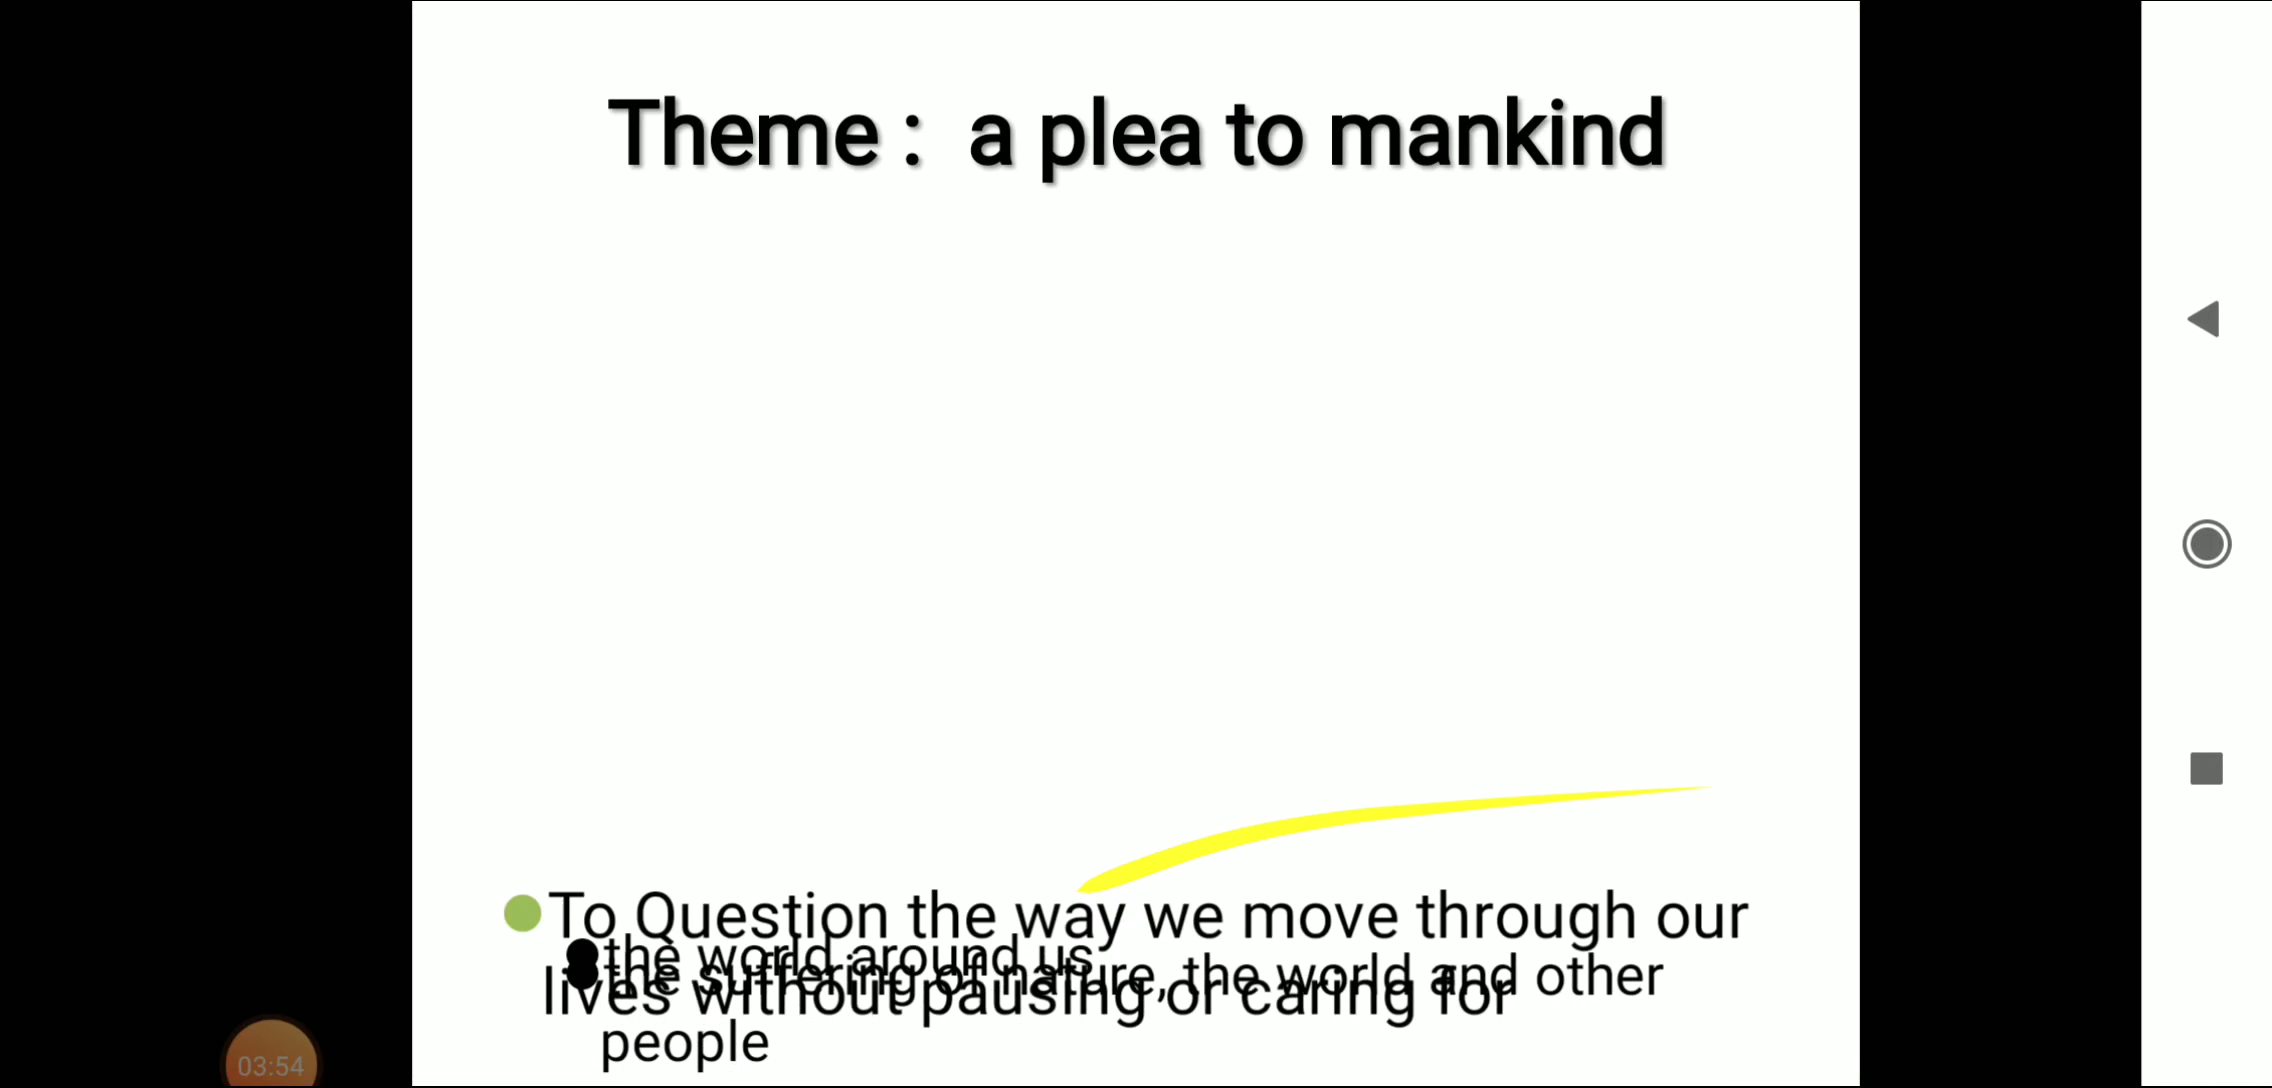 Theme : a plea to mankind
To Question the way we move through our
lives without pausing or caring for
the world around us
the suffering of nature, the world and other
people
03:54